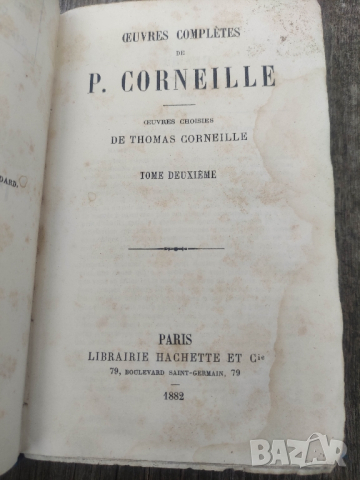 ŒUVRES COMPLÈTES
DE
P. CORNEILLE
ŒUVRES CHOISIES
DE THOMAS CORNEILLE
TOME DEUXIÈME
PARIS
LIBRAIRIE HACHETTE ET Cie
79, BOULEVARD SAINT-GERMAIN, 79
1882
DARD.
BAZAR
bg